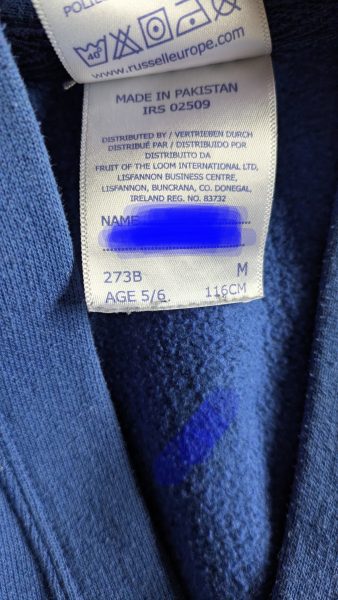 40°
www.russelleurope.com
MADE IN PAKISTAN
IRS 02509
DISTRIBUTED BY / VERTRIEBEN DURCH
DISTRIBUÉ PAR / DISTRIBUIDO POR
DISTRIBUITO DA
FRUIT OF THE LOOM INTERNATIONAL LTD,
LISFANNON BUSINESS CENTRE,
LISFANNON, BUNCRANA, CO. DONEGAL,
IRELAND REG. NO. 83732
NAME
273B M
AGE 5/6 116CM